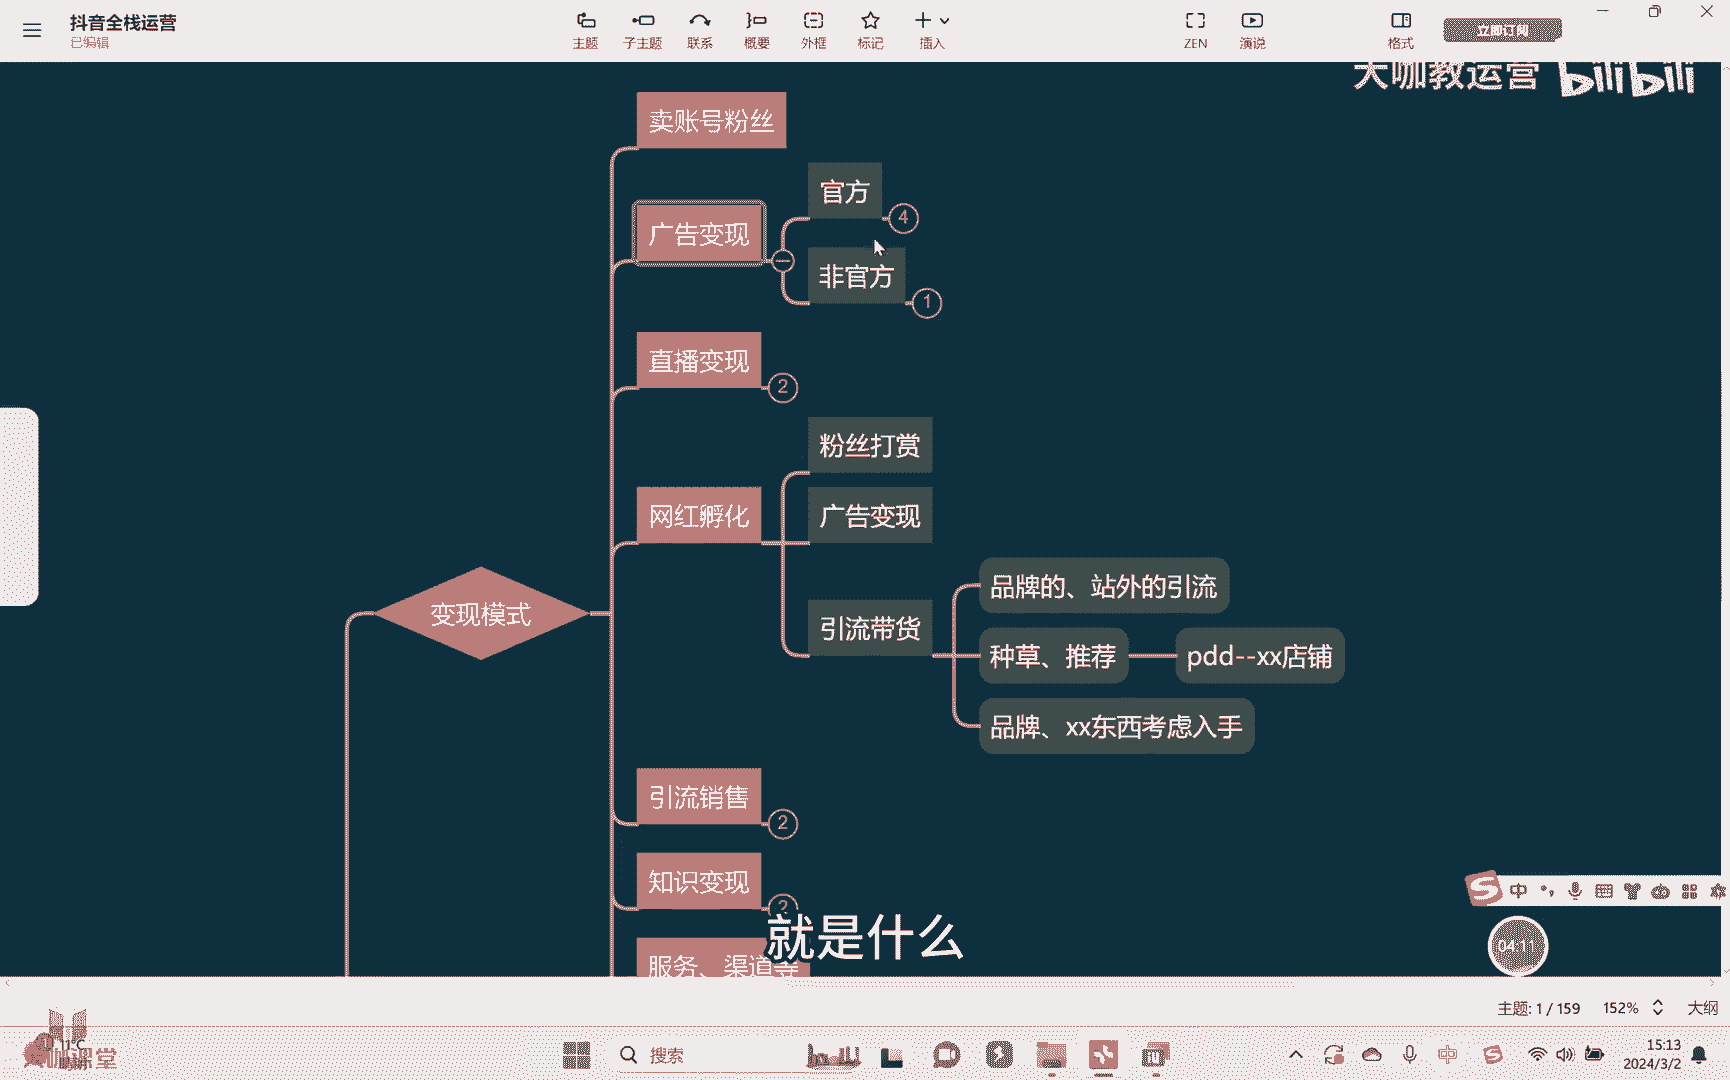 抖音全栈运营
已编辑
主题
子主题
联系
概要
外框
标记
插入
ZEN
演说
格式
立即订阅
大咖教运营 bilibili
卖账号粉丝
官方
4
广告变现
非官方
1
直播变现
2
粉丝打赏
网红孵化
广告变现
品牌的、站外的引流
变现模式
引流带货
种草、推荐
pdd--xx店铺
品牌、xx东西考虑入手
引流销售
2
知识变现
2
服务、渠道等
就是什么
中
04:11
主题: 1 / 159
152%
大纲
11°C
课堂
搜索
中
15:13
2024/3/2